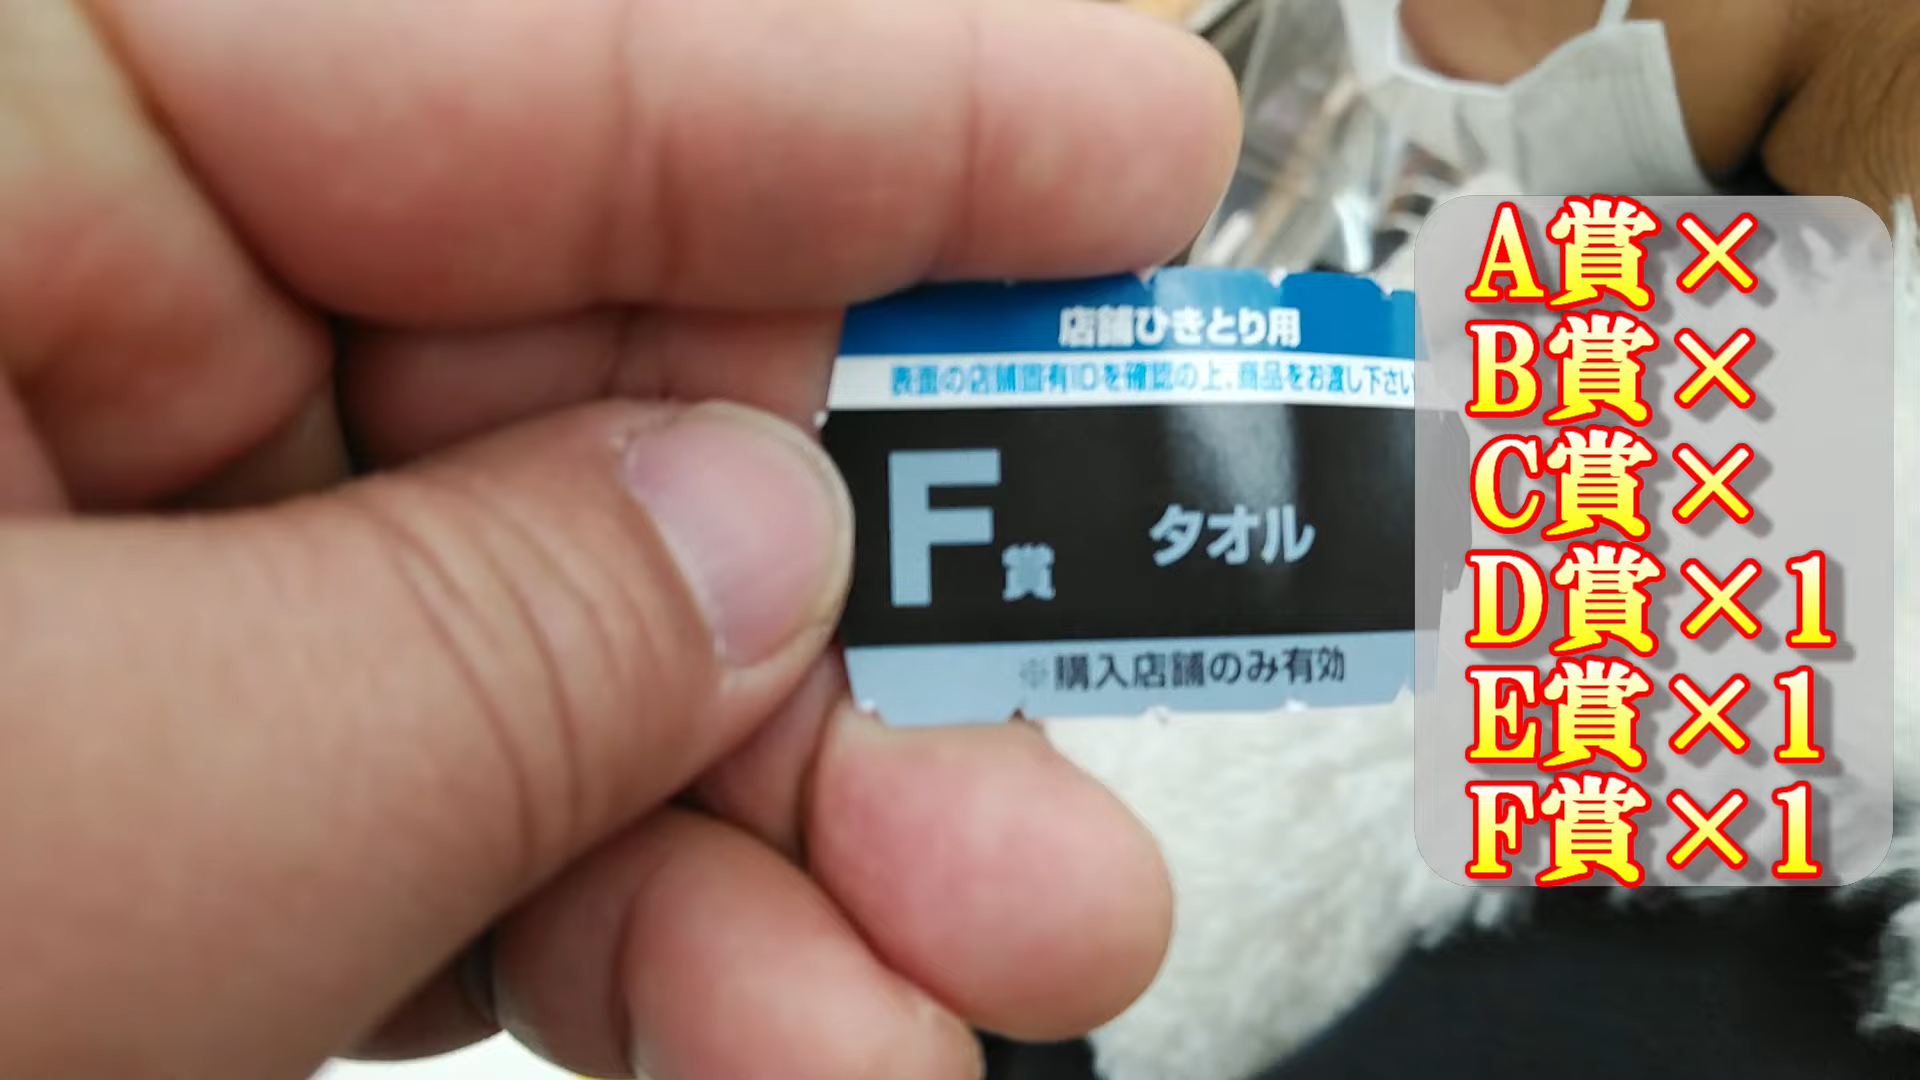 店舗ひきとり用
表面の店舗固有IDを確認の上、商品をお渡し下さい
F賞 タオル
※購入店舗のみ有効
A賞×
B賞×
C賞×
D賞×1
E賞×1
F賞×1